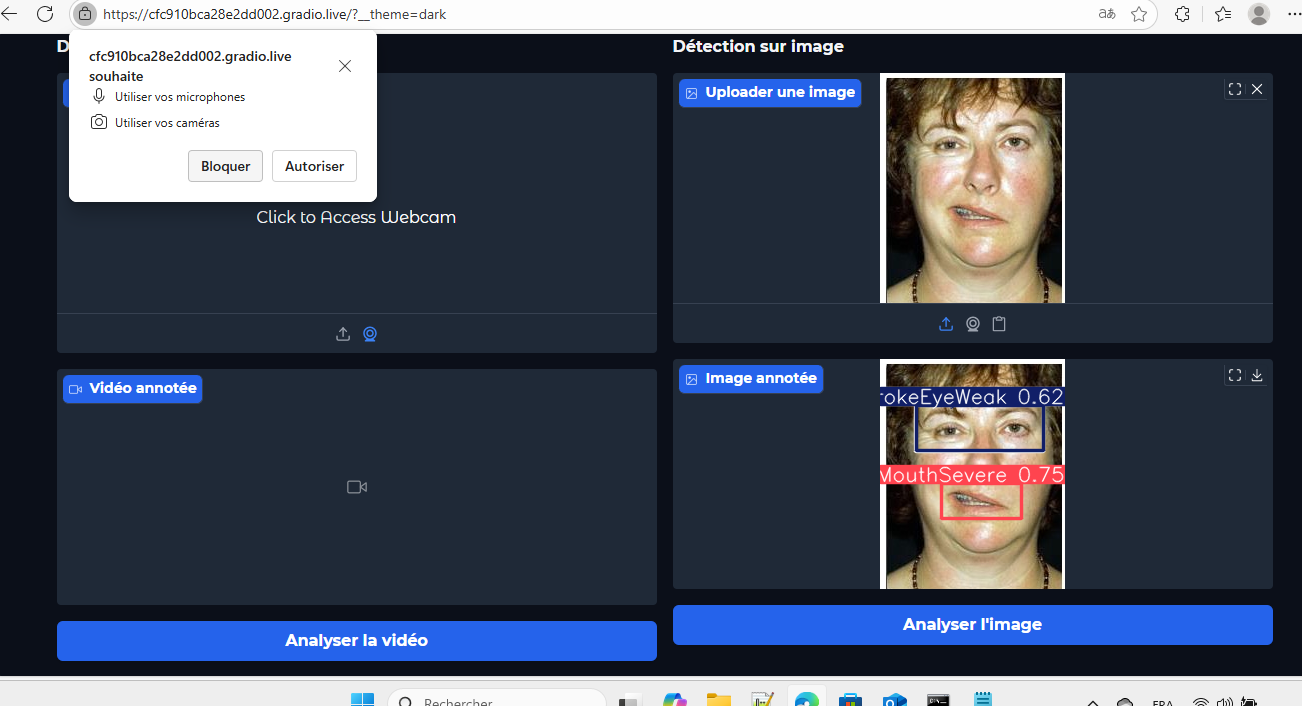 https://cfc910bca28e2dd002.gradio.live/?__theme=dark
aあ
D
cfc910bca28e2dd002.gradio.live
souhaite
Utiliser vos microphones
Utiliser vos caméras
Bloquer
Autoriser
Click to Access Webcam
Vidéo annotée
Analyser la vidéo
Détection sur image
Uploader une image
Image annotée
rokeEyeWeak 0.62
MouthSevere 0.75
Analyser l'image
Rechercher
FRA